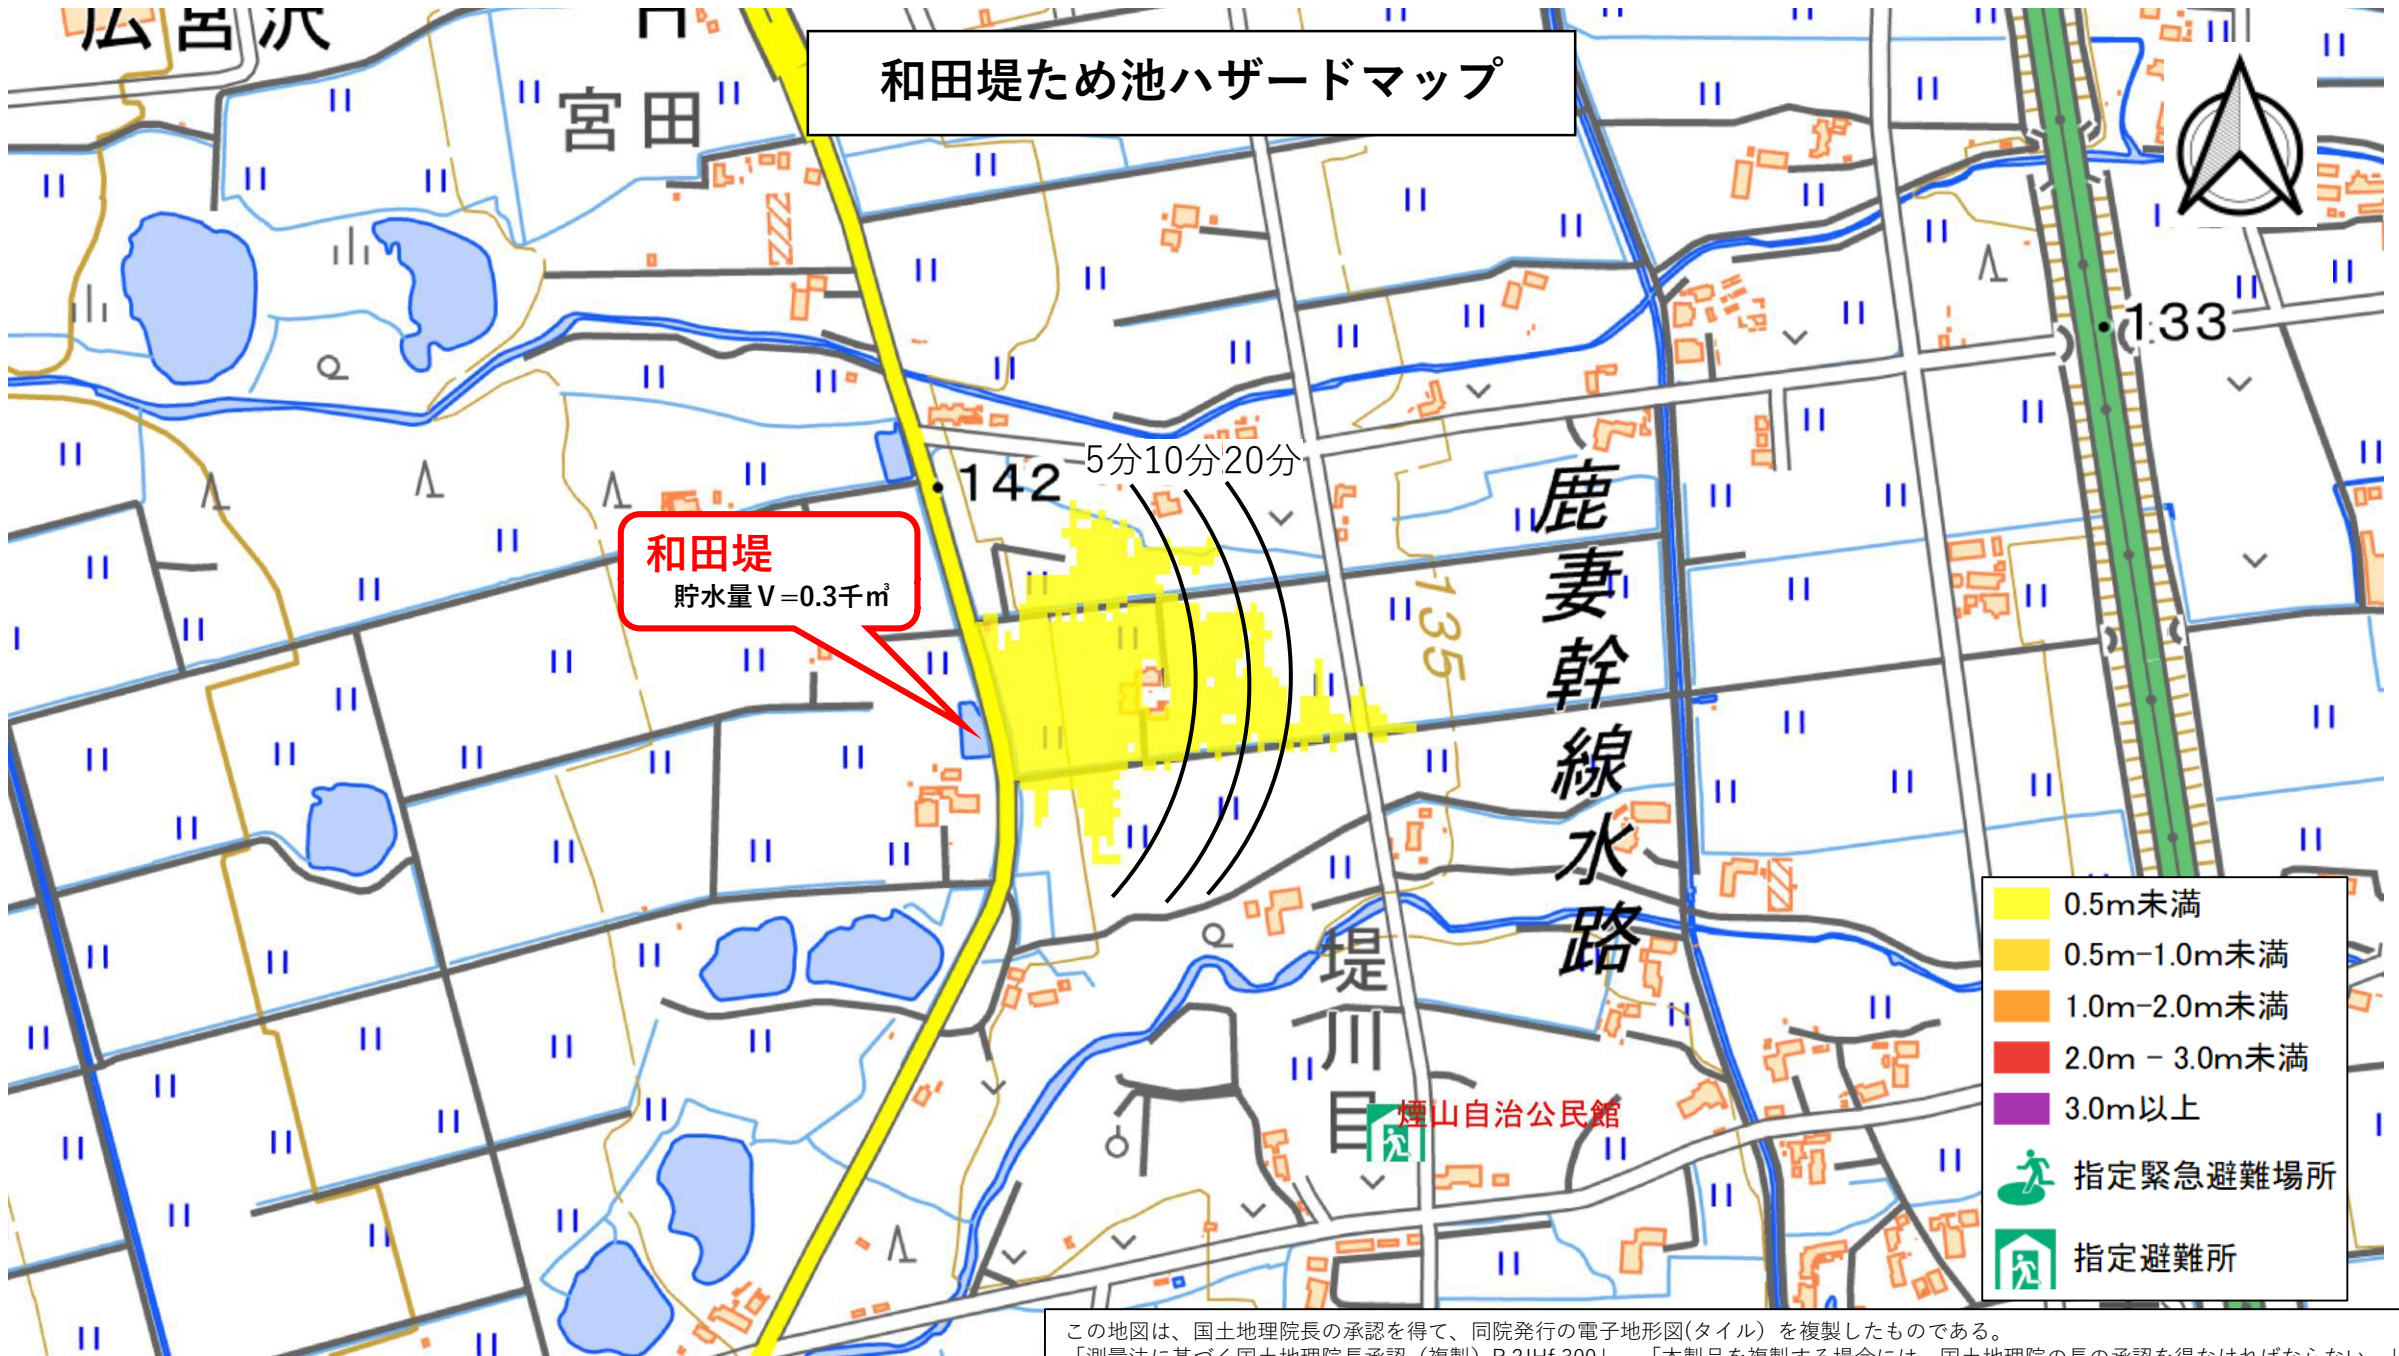 広宮沢
宮田
和田堤ため池ハザードマップ
133
5分10分20分
142
和田堤
貯水量V=0.3千㎥
135
鹿妻幹線水路
堤川目
煙山自治公民館
0.5m未満
0.5m-1.0m未満
1.0m-2.0m未満
2.0m - 3.0m未満
3.0m以上
指定緊急避難場所
指定避難所
この地図は、国土地理院長の承認を得て、同院発行の電子地形図(タイル）を複製したものである。